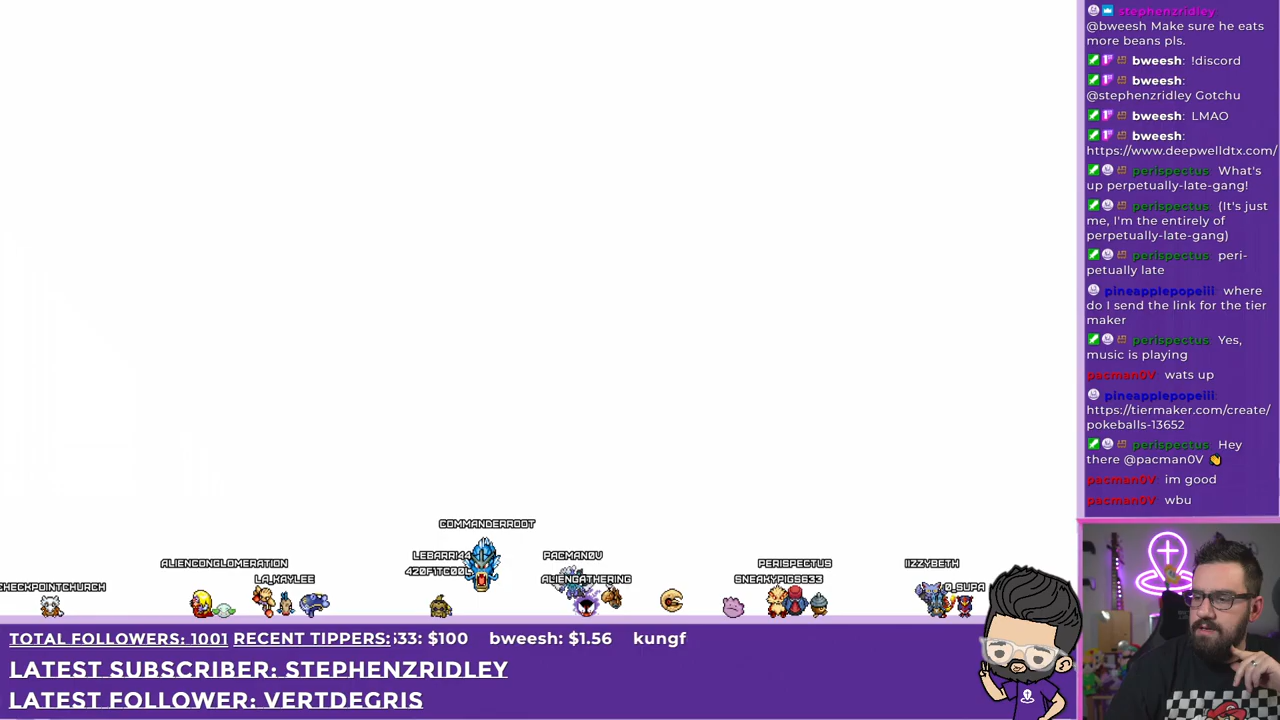 stephenzridley:
@bweesh Make sure he eats
more beans pls.
bweesh: !discord
bweesh:
@stephenzridley Gotchu
bweesh: LMAO
bweesh:
https://www.deepwelldtx.com/
perispectus: What's
up perpetually-late-gang!
perispectus: (It's just
me, I'm the entirely of
perpetually-late-gang)
perispectus: peri-
petually late
pineapplepopeiii: where
do I send the link for the tier
maker
perispectus: Yes,
music is playing
pacman0V: wats up
pineapplepopeiii:
https://tiermaker.com/create/
pokeballs-13652
perispectus: Hey
there @pacman0V
pacman0V: im good
pacman0V: wbu
COMMANDERROOT
CHECKPOINTCHURCH
ALIENCONGLOMERATION
LA_KAYLEE
LEBARRI44
PACMAN0V
ALIENGATHERING
PERISPECTUS
SNEAKYPIGS633
IIZZYBETH
TOTAL FOLLOWERS: 1001 RECENT TIPPERS: 33: $100 bweesh: $1.56 kungf
LATEST SUBSCRIBER: STEPHENZRIDLEY
LATEST FOLLOWER: VERTDEGRIS